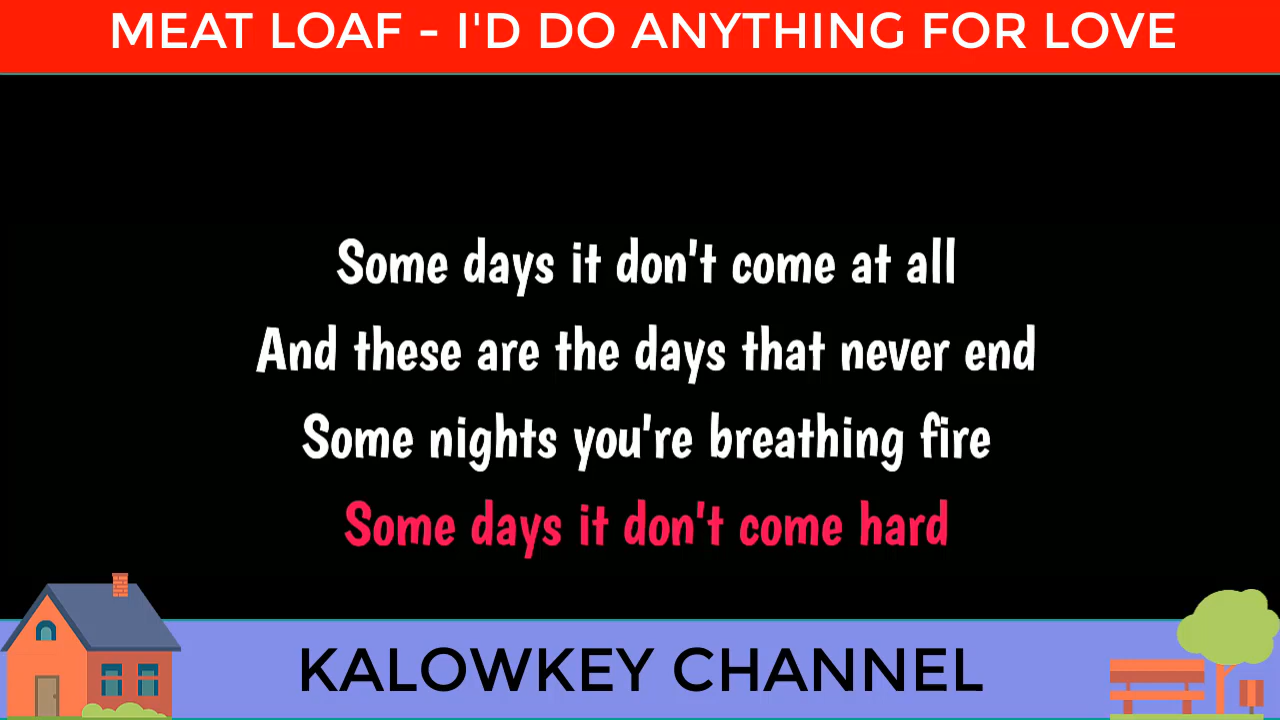 MEAT LOAF - I'D DO ANYTHING FOR LOVE
Some days it don't come at all
And these are the days that never end
Some nights you're breathing fire
Some days it don't come hard
KALOWKEY CHANNEL